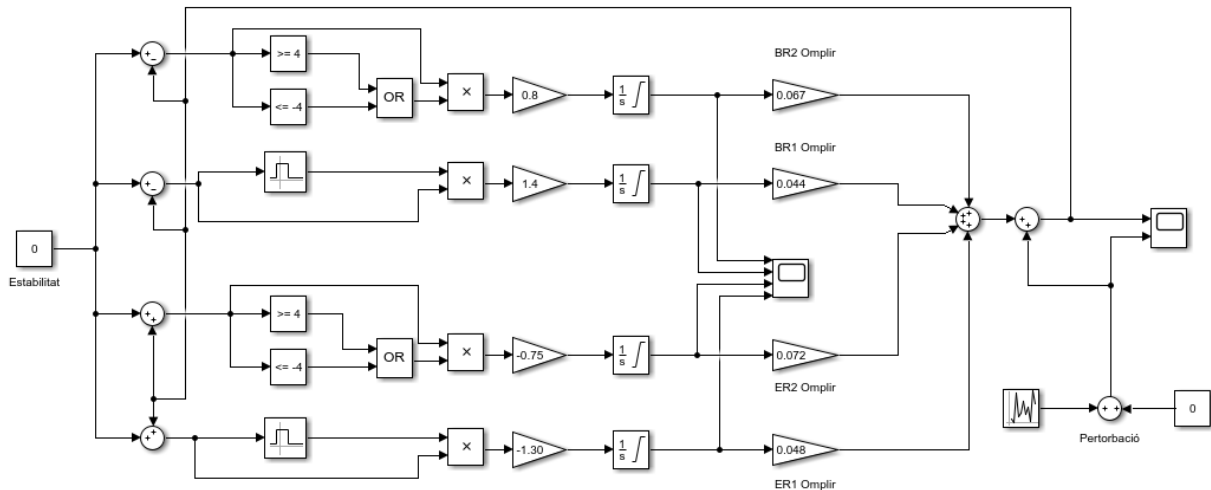 BR2 Omplir
>= 4
<= -4
OR
×
0.8
1
s
0.067
BR1 Omplir
×
1.4
1
s
0.044
0
Estabilitat
>= 4
<= -4
OR
×
-0.75
1
s
0.072
ER2 Omplir
×
-1.30
1
s
0.048
ER1 Omplir
0
Pertorbació